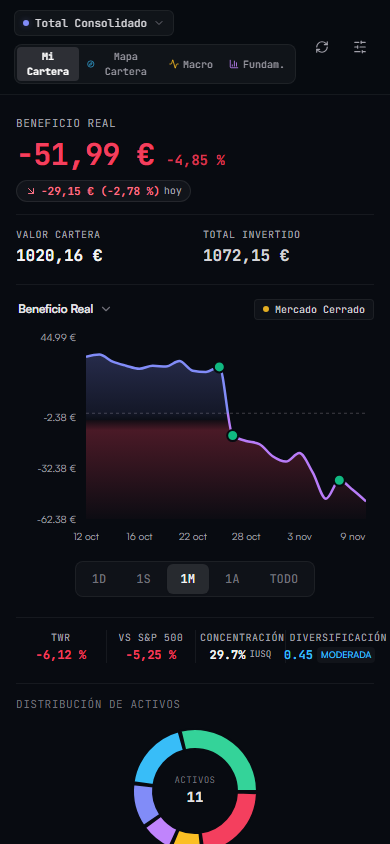 Total Consolidado
Mi Cartera
Mapa Cartera
Macro
Fundam.
BENEFICIO REAL
-51,99 € -4,85 %
-29,15 € (-2,78 %) hoy
VALOR CARTERA
1020,16 €
TOTAL INVERTIDO
1072,15 €
Beneficio Real
Mercado Cerrado
44.99 €
-2.38 €
-32.38 €
-62.38 €
12 oct 16 oct 22 oct 28 oct 3 nov 9 nov
1D 1S 1M 1A TODO
TWR
-6,12 %
VS S&P 500
-5,25 %
CONCENTRACIÓN
29.7% IUSQ
DIVERSIFICACIÓN
0.45 MODERADA
DISTRIBUCIÓN DE ACTIVOS
ACTIVOS
11